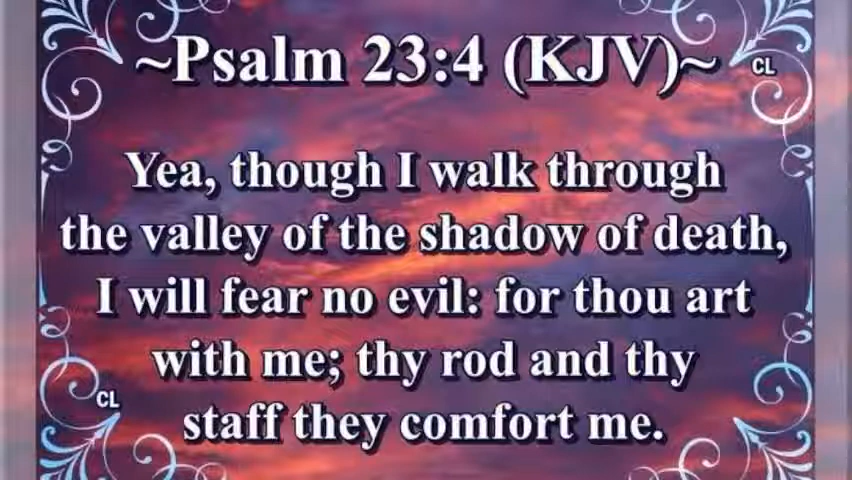 ~Psalm 23:4 (KJV)~
CL
Yea, though I walk through
the valley of the shadow of death,
I will fear no evil: for thou art
with me; thy rod and thy
CL
staff they comfort me.